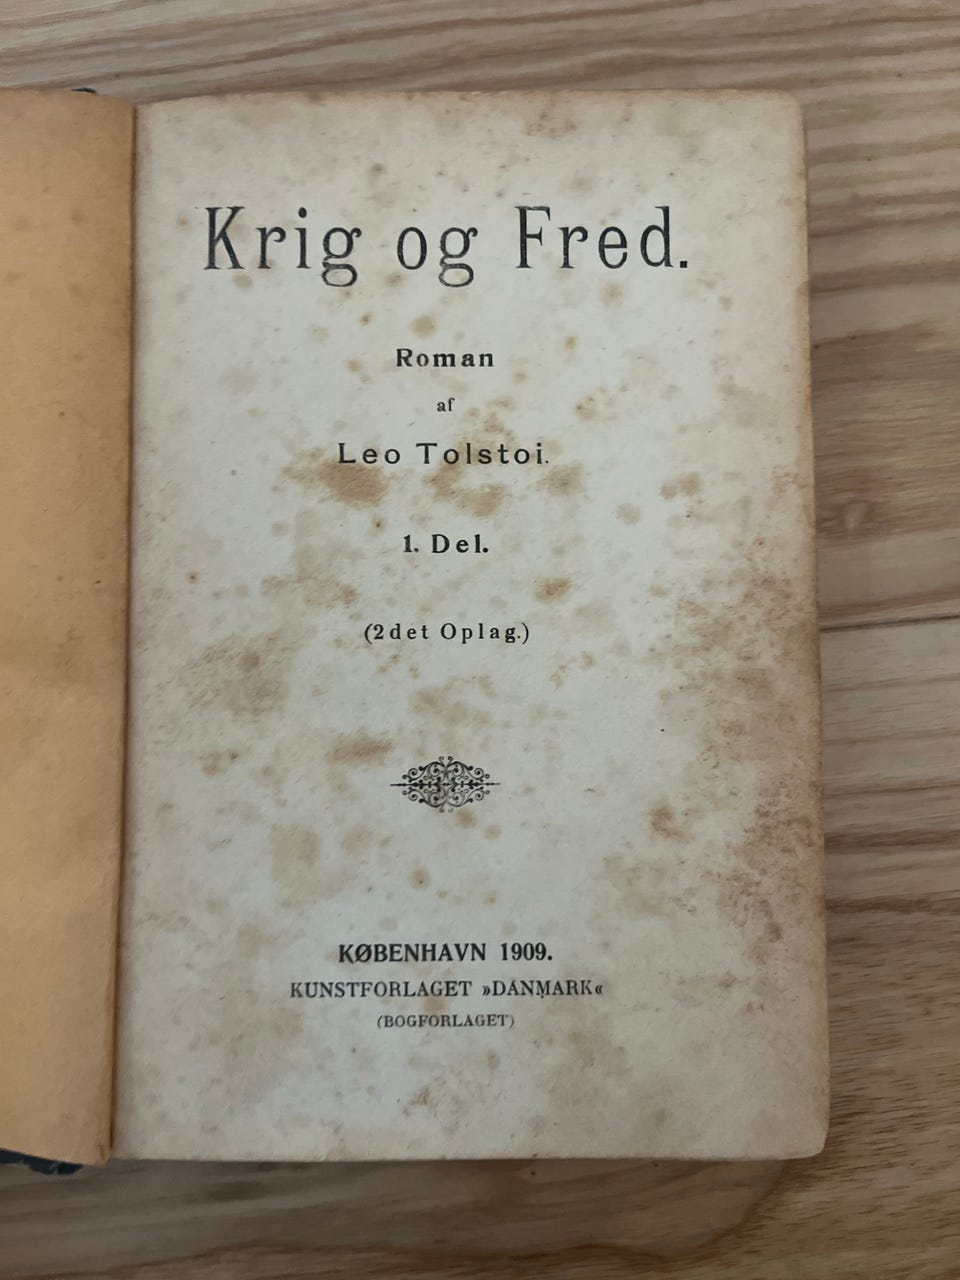 Krig og Fred.
Roman
af
Leo Tolstoi.
1. Del.
(2det Oplag.)
KØBENHAVN 1909.
KUNSTFORLAGET »DANMARK«
(BOGFORLAGET)